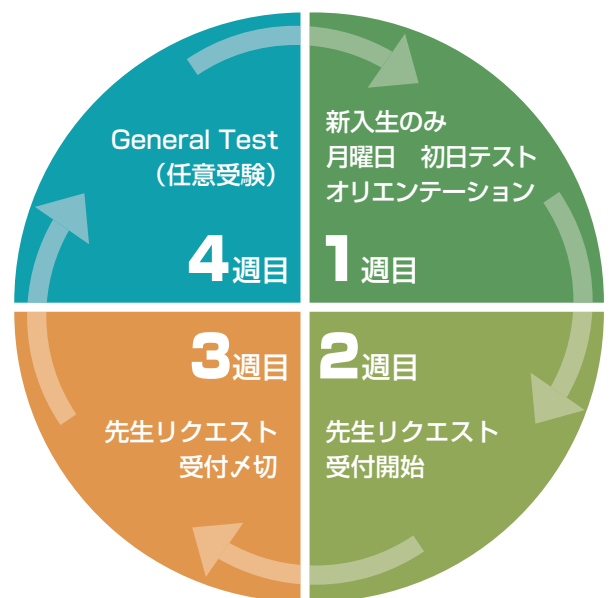 General Test
（任意受験）
4週目
新入生のみ
月曜日　初日テスト
オリエンテーション
1週目
3週目
先生リクエスト
受付〆切
2週目
先生リクエスト
受付開始